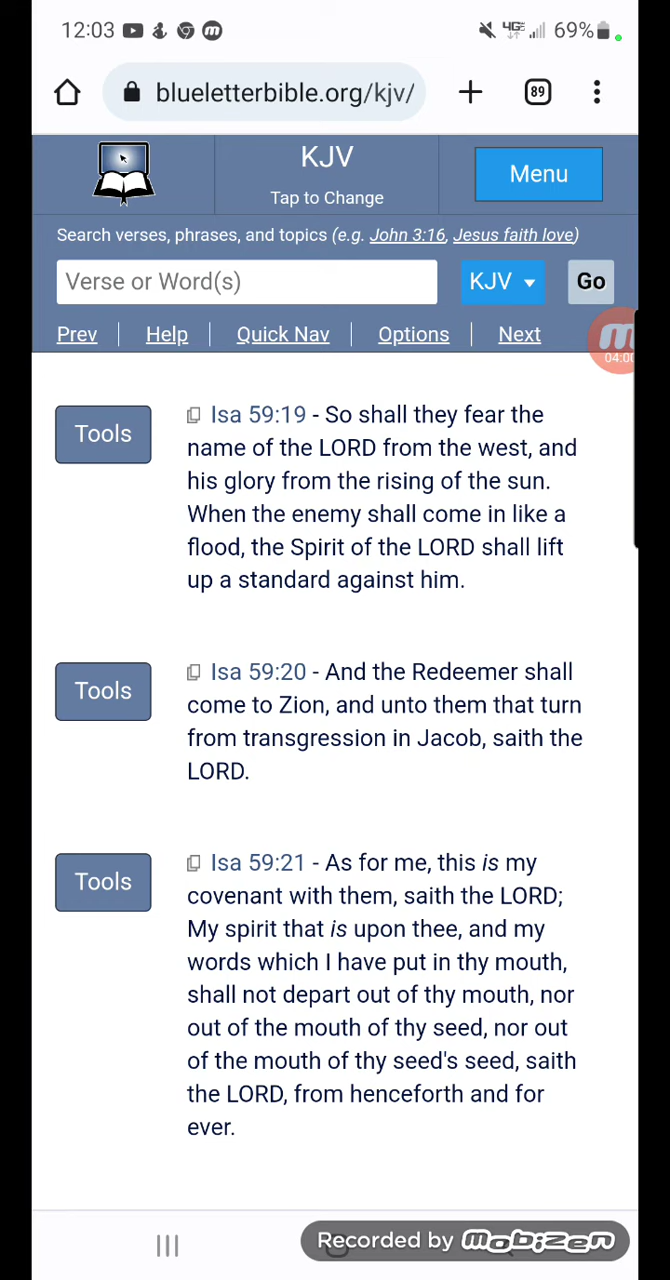 12:03
4GE 69%
blueletterbible.org/kjv/
89
KJV
Tap to Change
Menu
Search verses, phrases, and topics (e.g. John 3:16, Jesus faith love)
Verse or Word(s)
KJV
Go
Prev
Help
Quick Nav
Options
Next
04:00
Tools
Isa 59:19 - So shall they fear the
name of the LORD from the west, and
his glory from the rising of the sun.
When the enemy shall come in like a
flood, the Spirit of the LORD shall lift
up a standard against him.
Tools
Isa 59:20 - And the Redeemer shall
come to Zion, and unto them that turn
from transgression in Jacob, saith the
LORD.
Tools
Isa 59:21 - As for me, this is my
covenant with them, saith the LORD;
My spirit that is upon thee, and my
words which I have put in thy mouth,
shall not depart out of thy mouth, nor
out of the mouth of thy seed, nor out
of the mouth of thy seed's seed, saith
the LORD, from henceforth and for
ever.
Recorded by mobizen